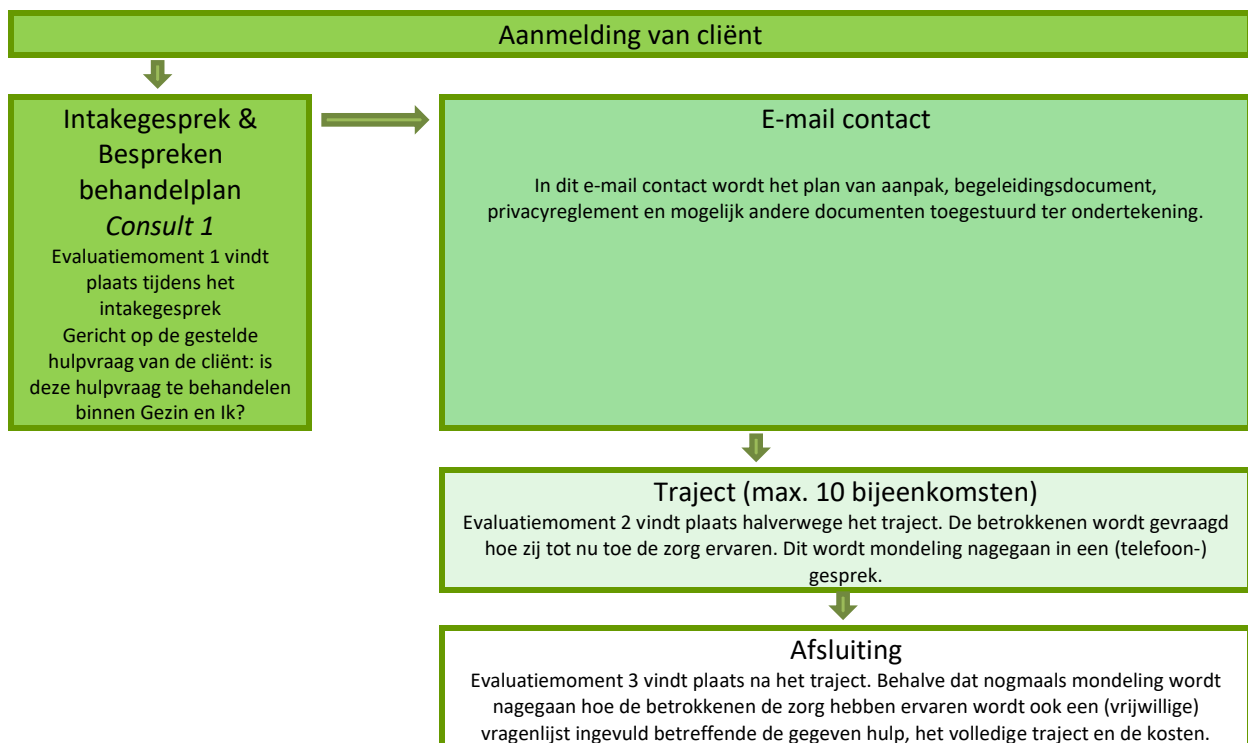 Aanmelding van cliënt
Intakegesprek &
Bespreken
behandelplan
Consult 1
Evaluatiemoment 1 vindt
plaats tijdens het
intakegesprek
Gericht op de gestelde
hulpvraag van de cliënt: is
deze hulpvraag te behandelen
binnen Gezin en Ik?
E-mail contact
In dit e-mail contact wordt het plan van aanpak, begeleidingsdocument,
privacyreglement en mogelijk andere documenten toegestuurd ter ondertekening.
Traject (max. 10 bijeenkomsten)
Evaluatiemoment 2 vindt plaats halverwege het traject. De betrokkenen wordt gevraagd
hoe zij tot nu toe de zorg ervaren. Dit wordt mondeling nagegaan in een (telefoon-)
gesprek.
Afsluiting
Evaluatiemoment 3 vindt plaats na het traject. Behalve dat nogmaals mondeling wordt
nagegaan hoe de betrokkenen de zorg hebben ervaren wordt ook een (vrijwillige)
vragenlijst ingevuld betreffende de gegeven hulp, het volledige traject en de kosten.